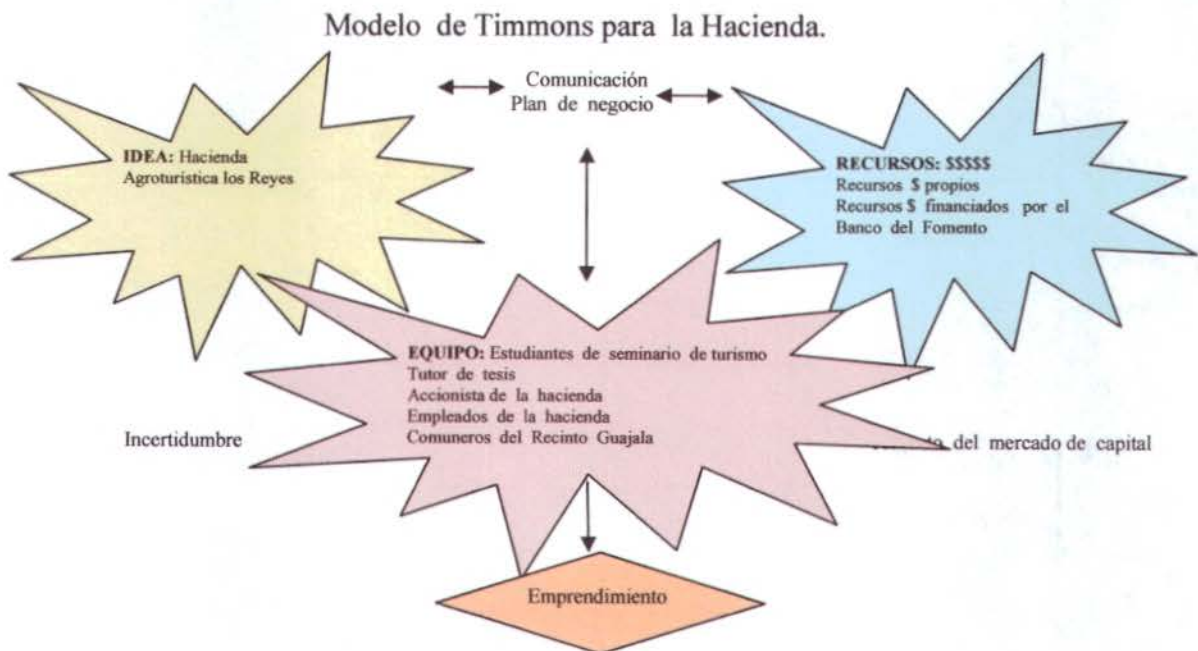 Modelo de Timmons para la Hacienda.
Comunicación
Plan de negocio
IDEA: Hacienda
Agroturística los Reyes
RECURSOS: $$$$$
Recursos $ propios
Recursos $ financiados por el
Banco del Fomento
EQUIPO: Estudiantes de seminario de turismo
Tutor de tesis
Accionista de la hacienda
Empleados de la hacienda
Comuneros del Recinto Guajala
Incertidumbre
del mercado de capital
Emprendimiento